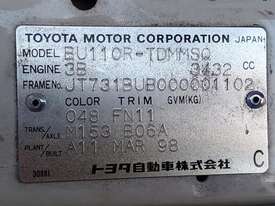 TOYOTA MOTOR CORPORATION JAPAN
MODEL BU110R-TDMMSQ
ENGINE 3B 3432 CC
FRAME NO. JT731BUB000001102
COLOR TRIM GVM(KG)
048 FN11
TRANS/AXLE M153 B06A
PLANT/BUILT A11 MAR 98
トヨタ自動車株式会社 C